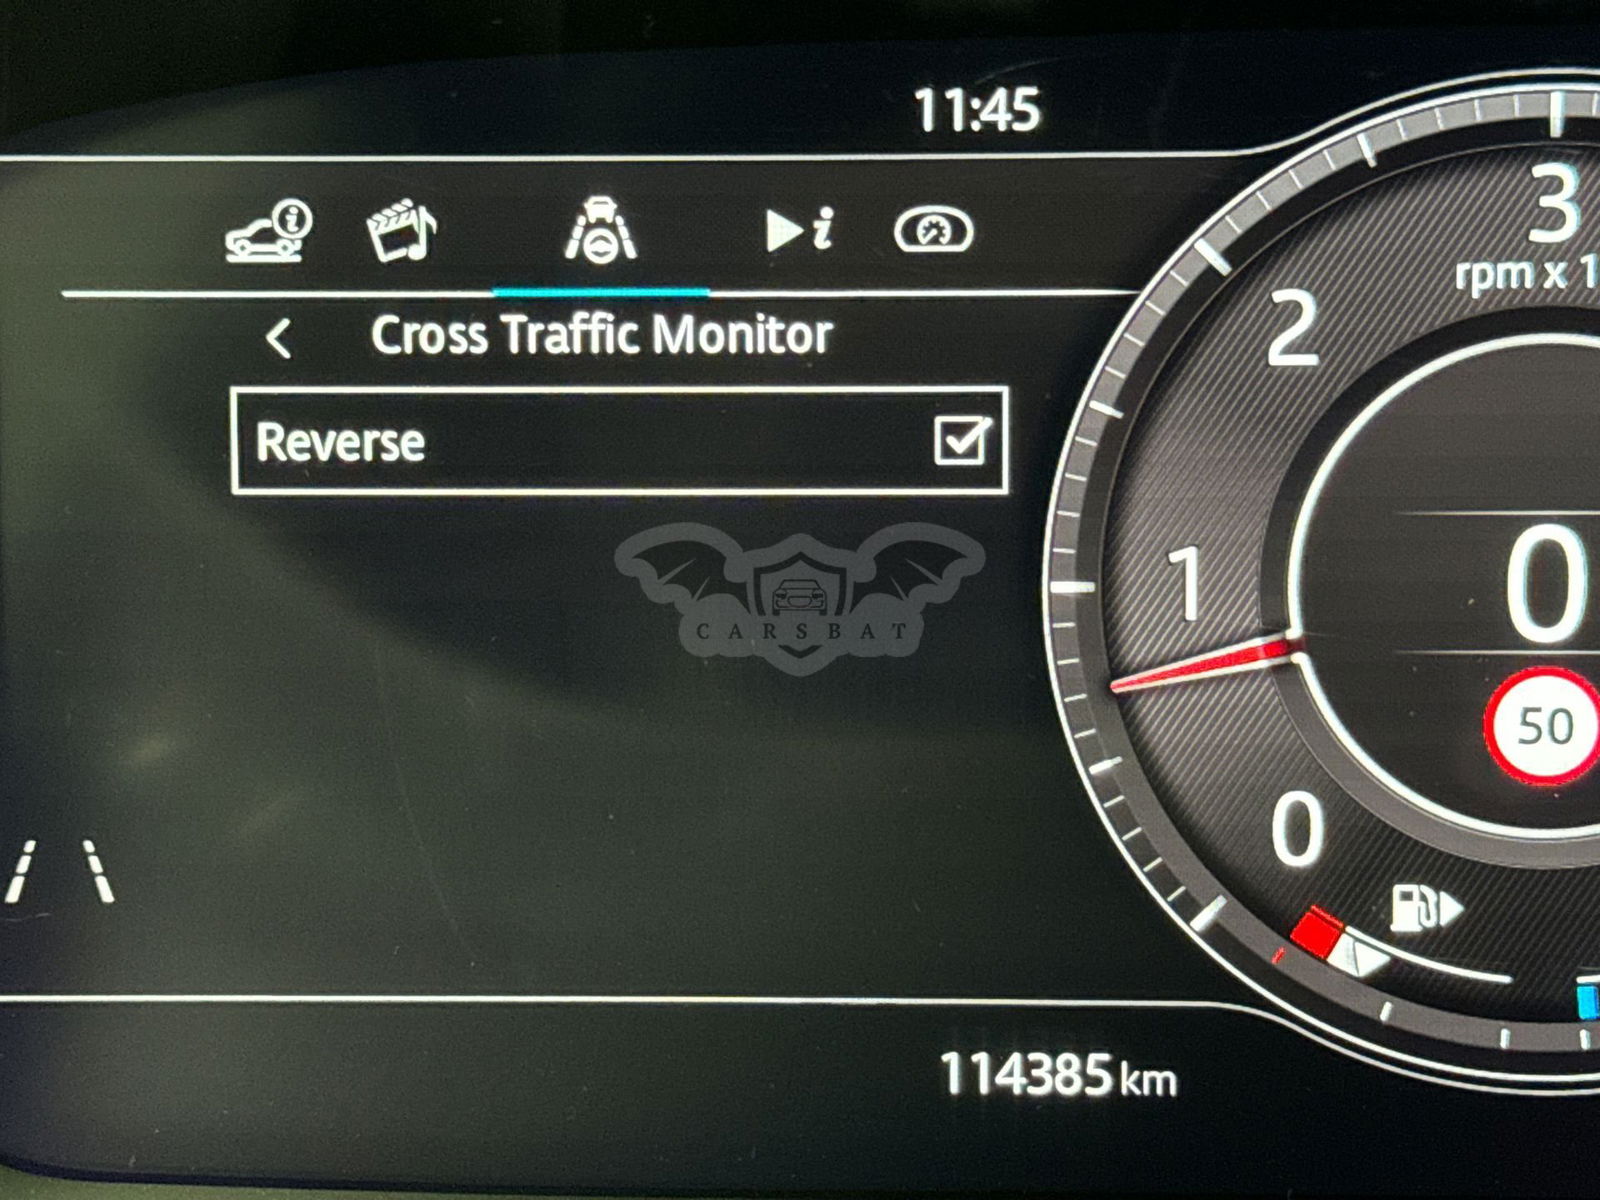 11:45
i
i
Cross Traffic Monitor
Reverse
3
rpm x 1
2
1
0
0
50
CARSBAT
114385 km